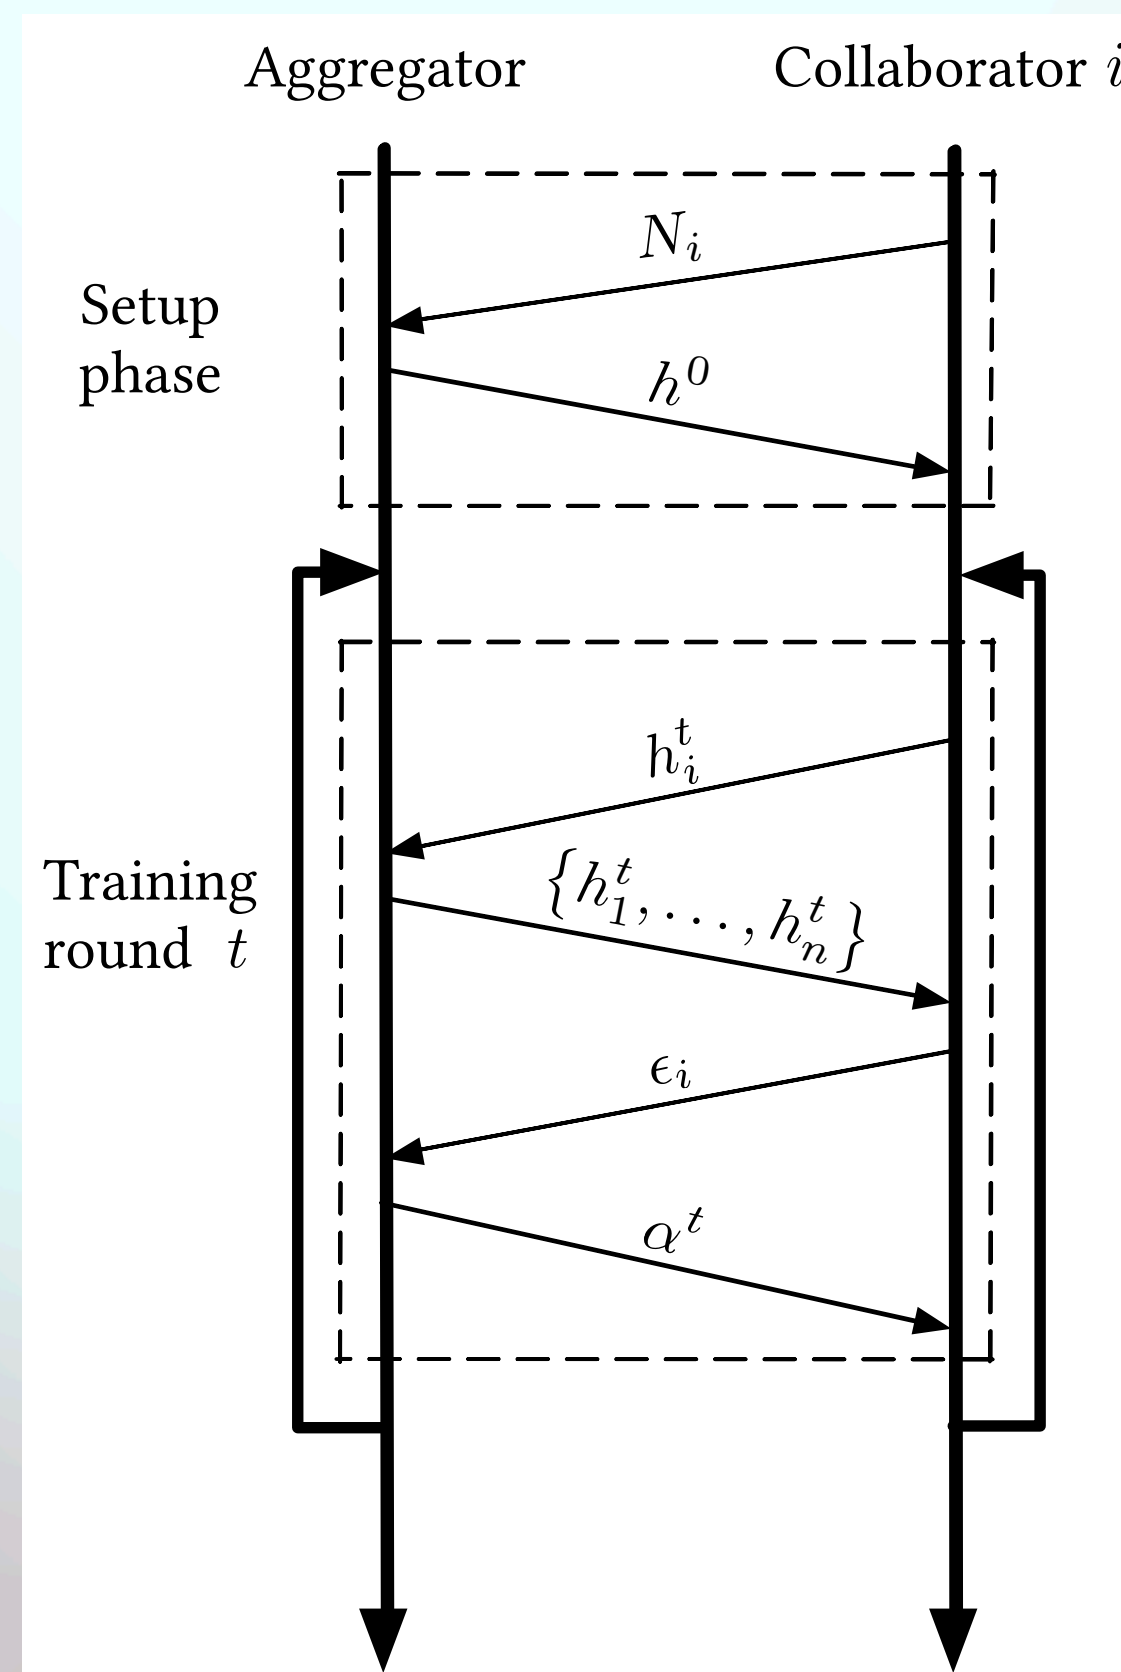 Aggregator
Collaborator i
N_i
Setup
phase
h^0
h_i^t
Training
round t
{h_1^t, ..., h_n^t}
ϵ_i
α^t